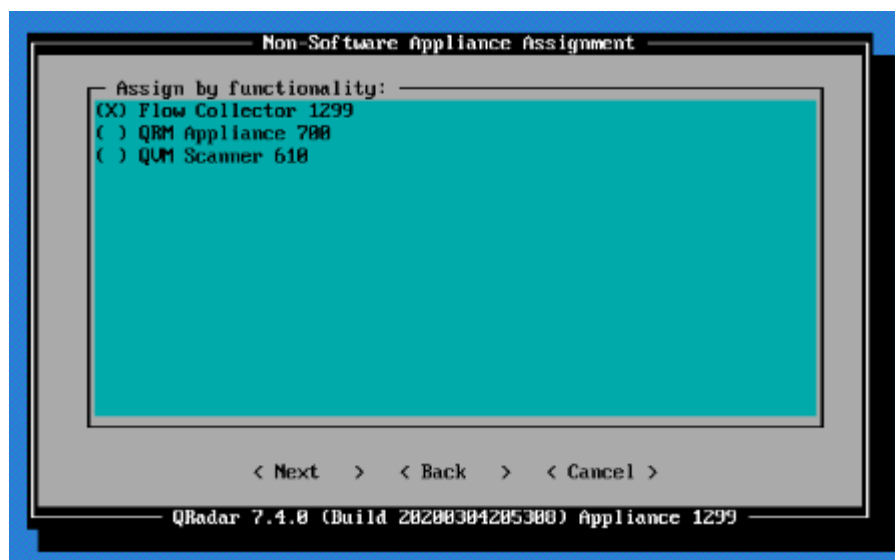 Non-Software Appliance Assignment
Assign by functionality:
(X) Flow Collector 1299
( ) QRM Appliance 700
( ) QVM Scanner 610
< Next > < Back > < Cancel >
QRadar 7.4.0 (Build 20200304205308) Appliance 1299